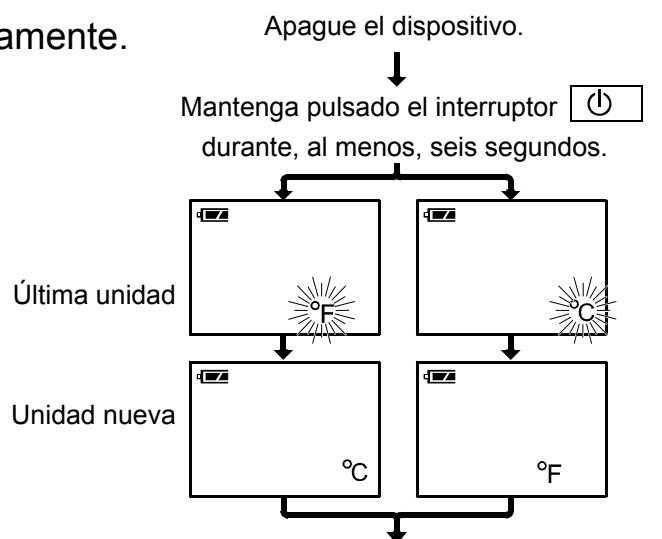 amente.
Apague el dispositivo.
Mantenga pulsado el interruptor
durante, al menos, seis segundos.
Última unidad
°F
°C
Unidad nueva
°C
°F